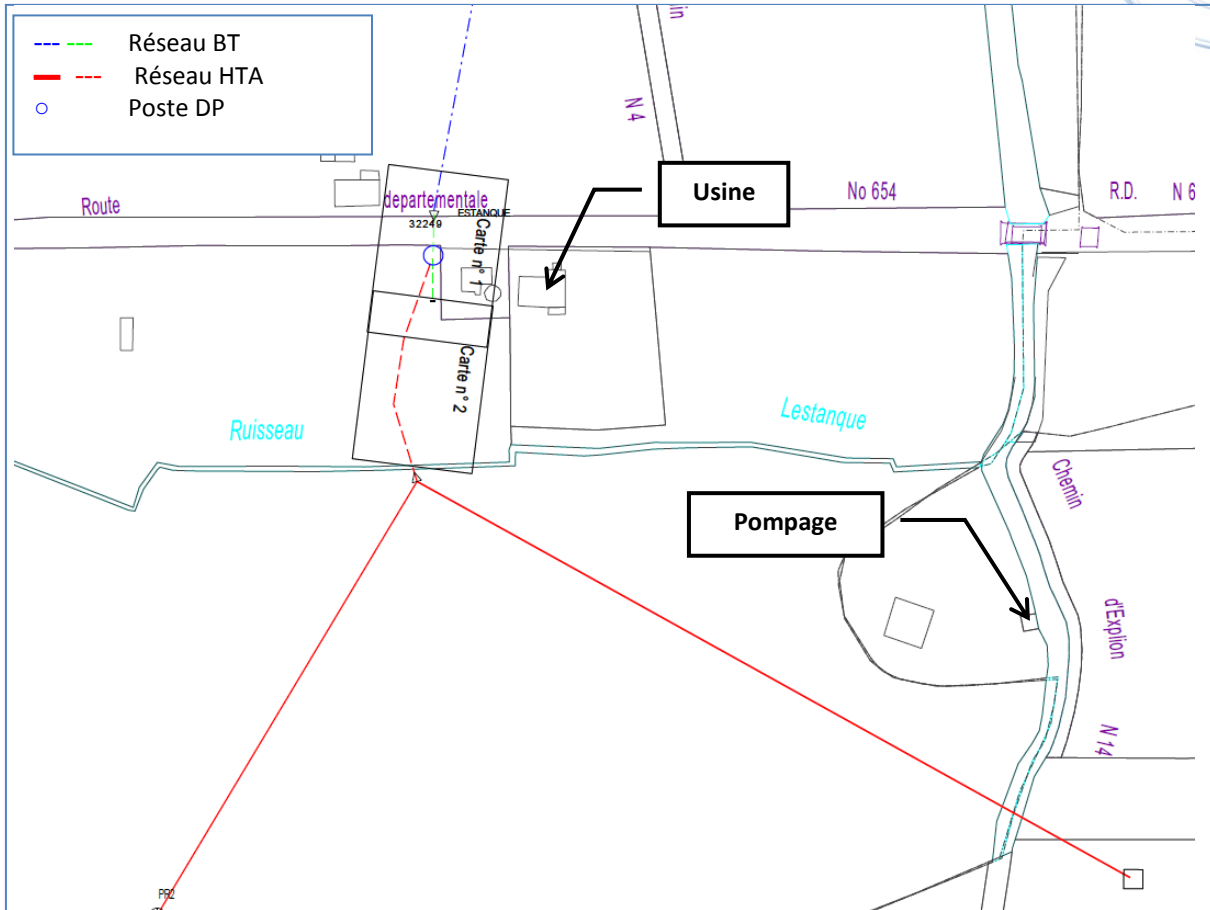 Réseau BT
Réseau HTA
Poste DP
in
N 4
Usine
Route
departementale
No 654
R.D.
N 6
ESTANQUE
32249
Carte n° 1
Carte n° 2
Ruisseau
Lestanque
Chemin
Pompage
d'Explion
N 14
PR2